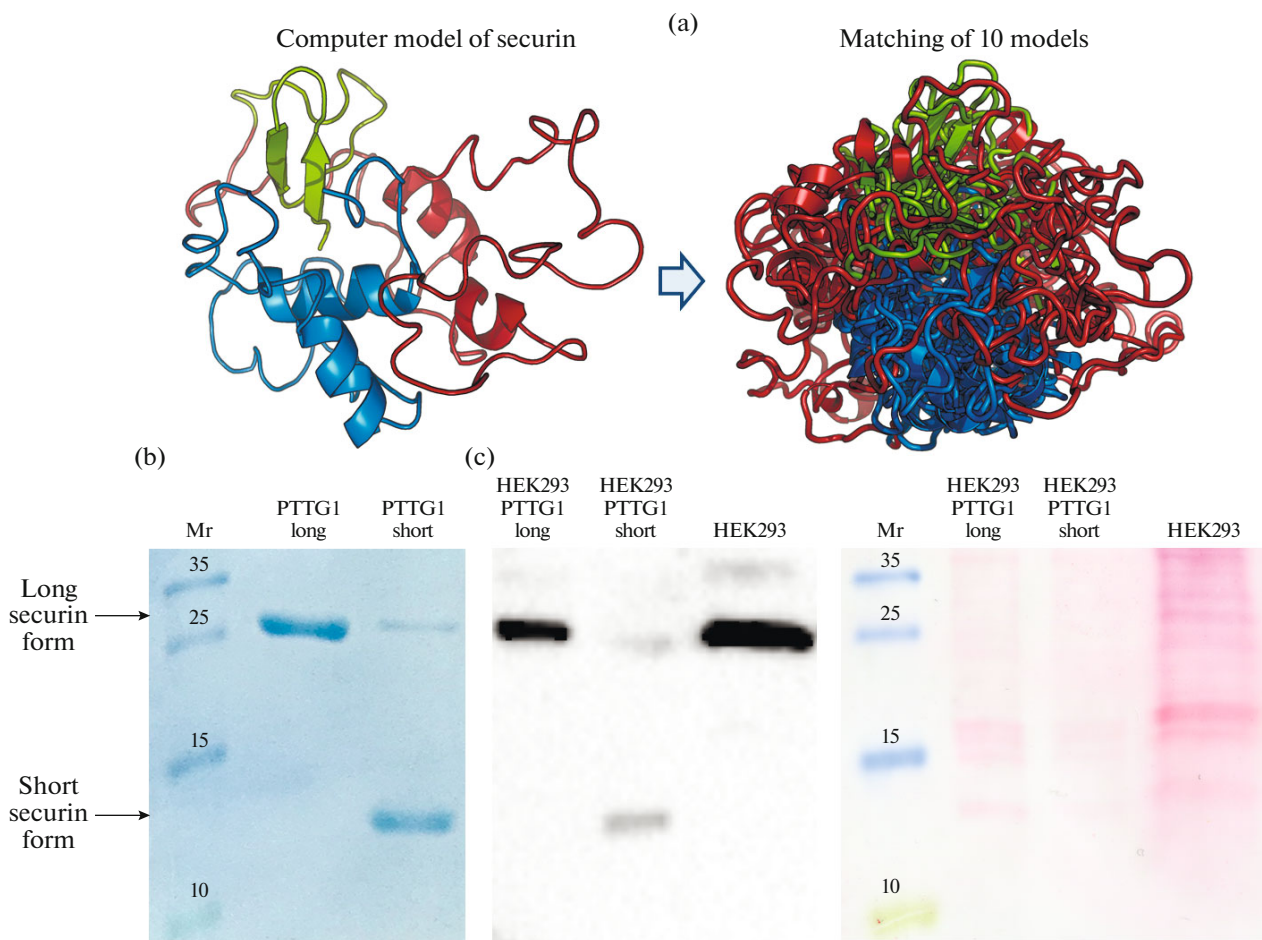 (a)
Computer model of securin
Matching of 10 models
(b)
Mr
PTTG1
long
PTTG1
short
35
25
15
10
Long
securin
form
Short
securin
form
(c)
HEK293
PTTG1
long
HEK293
PTTG1
short
HEK293
Mr
HEK293
PTTG1
long
HEK293
PTTG1
short
HEK293
35
25
15
10